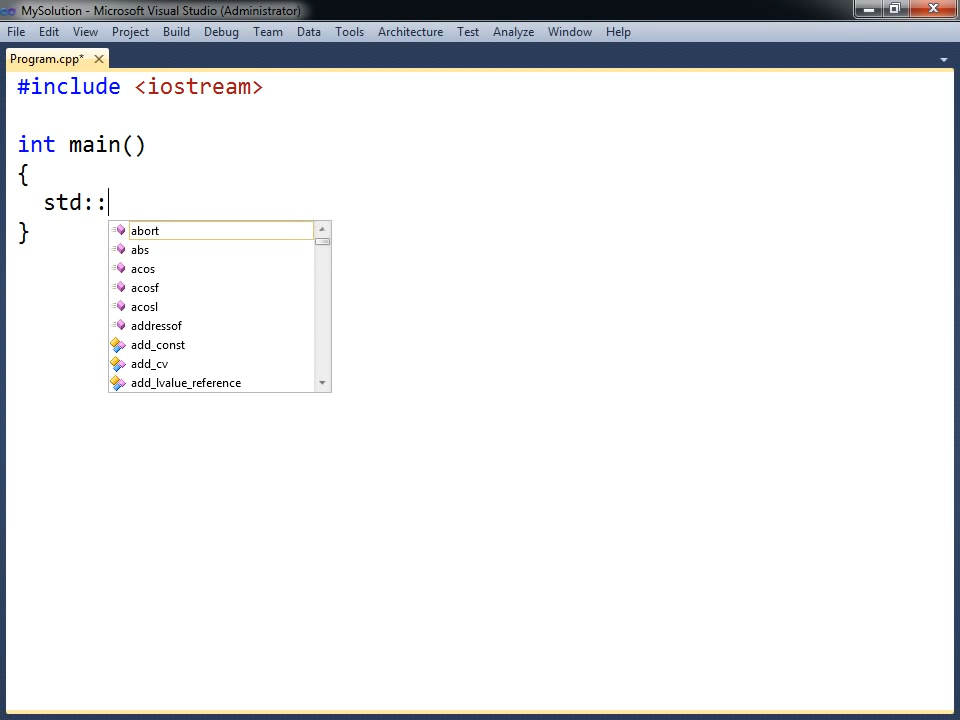 MySolution - Microsoft Visual Studio (Administrator)
File Edit View Project Build Debug Team Data Tools Architecture Test Analyze Window Help
Program.cpp*
#include <iostream>
int main()
{
std::
}
abort
abs
acos
acosf
acosl
addressof
add_const
add_cv
add_lvalue_reference